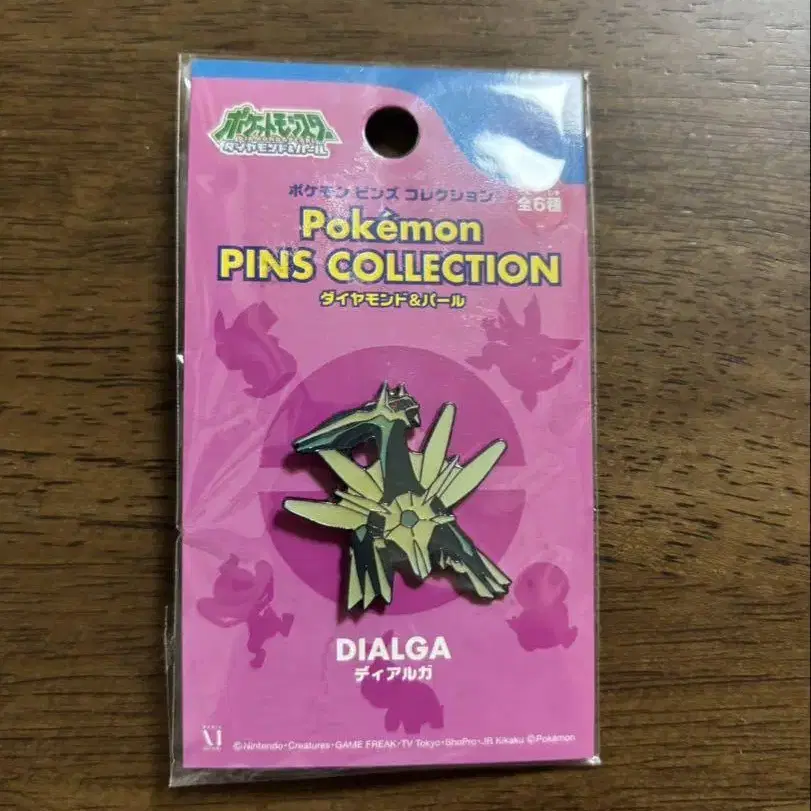 ポケットモンスター
ダイヤモンド&パール
ポケモン ピンズ コレクション
全6種
Pokémon
PINS COLLECTION
ダイヤモンド&パール
DIALGA
ディアルガ
©Nintendo・Creatures・GAME FREAK・TV Tokyo・ShoPro・JR Kikaku ©Pokémon